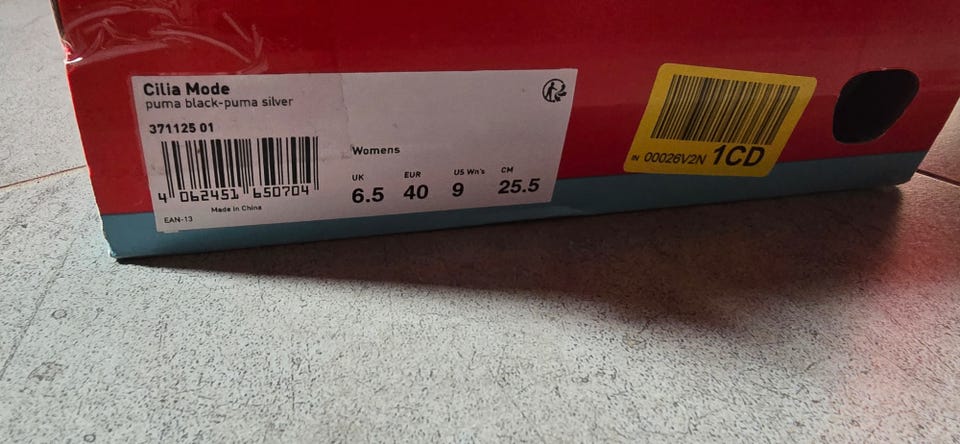 Cilia Mode
puma black-puma silver
371125 01
4 062451 650704
Made in China
EAN-13
Womens
UK EUR US Wn's CM
6.5 40 9 25.5
IN 00026V2N 1CD